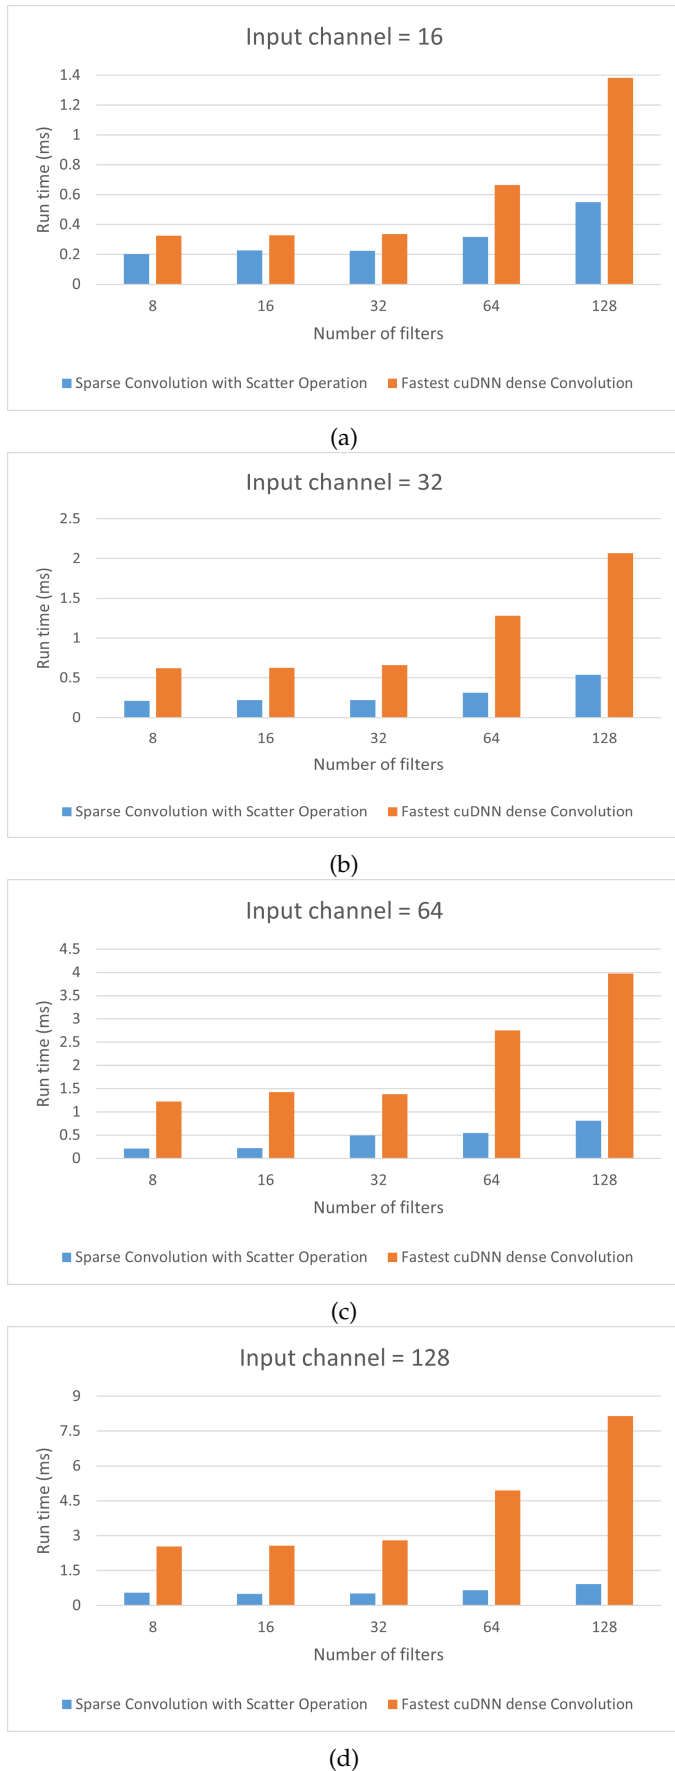 Input channel = 16
1.4
1.2
1
0.8
0.6
0.4
0.2
0
Run time (ms)
8 16 32 64 128
Number of filters
Sparse Convolution with Scatter Operation Fastest cuDNN dense Convolution
(a)
Input channel = 32
2.5
2
1.5
1
0.5
0
Run time (ms)
8 16 32 64 128
Number of filters
Sparse Convolution with Scatter Operation Fastest cuDNN dense Convolution
(b)
Input channel = 64
4.5
4
3.5
3
2.5
2
1.5
1
0.5
0
Run time (ms)
8 16 32 64 128
Number of filters
Sparse Convolution with Scatter Operation Fastest cuDNN dense Convolution
(c)
Input channel = 128
9
7.5
6
4.5
3
1.5
0
Run time (ms)
8 16 32 64 128
Number of filters
Sparse Convolution with Scatter Operation Fastest cuDNN dense Convolution
(d)